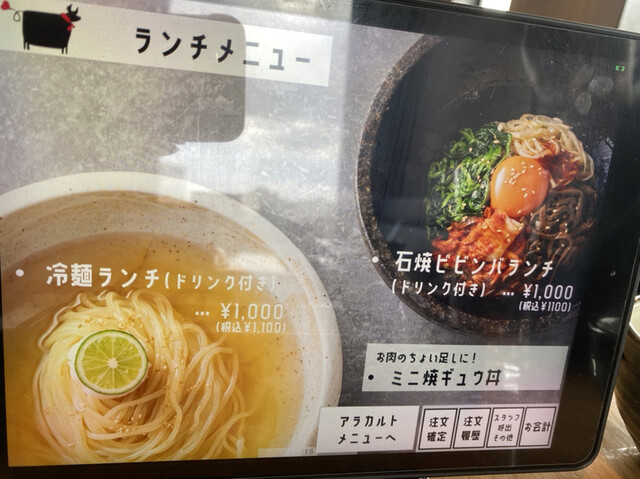 ランチメニュー
• 石焼ビビンバランチ
(ドリンク付き) … ¥1,000
(税込¥1100)
• 冷麺ランチ(ドリンク付き)
… ¥1,000
(税込¥1,100)
お肉のちょい足しに!
• ミニ焼ギュウ丼
アラカルト
メニューへ
注文
確定
注文
履歴
スタッフ
呼出
その他
お会計
15